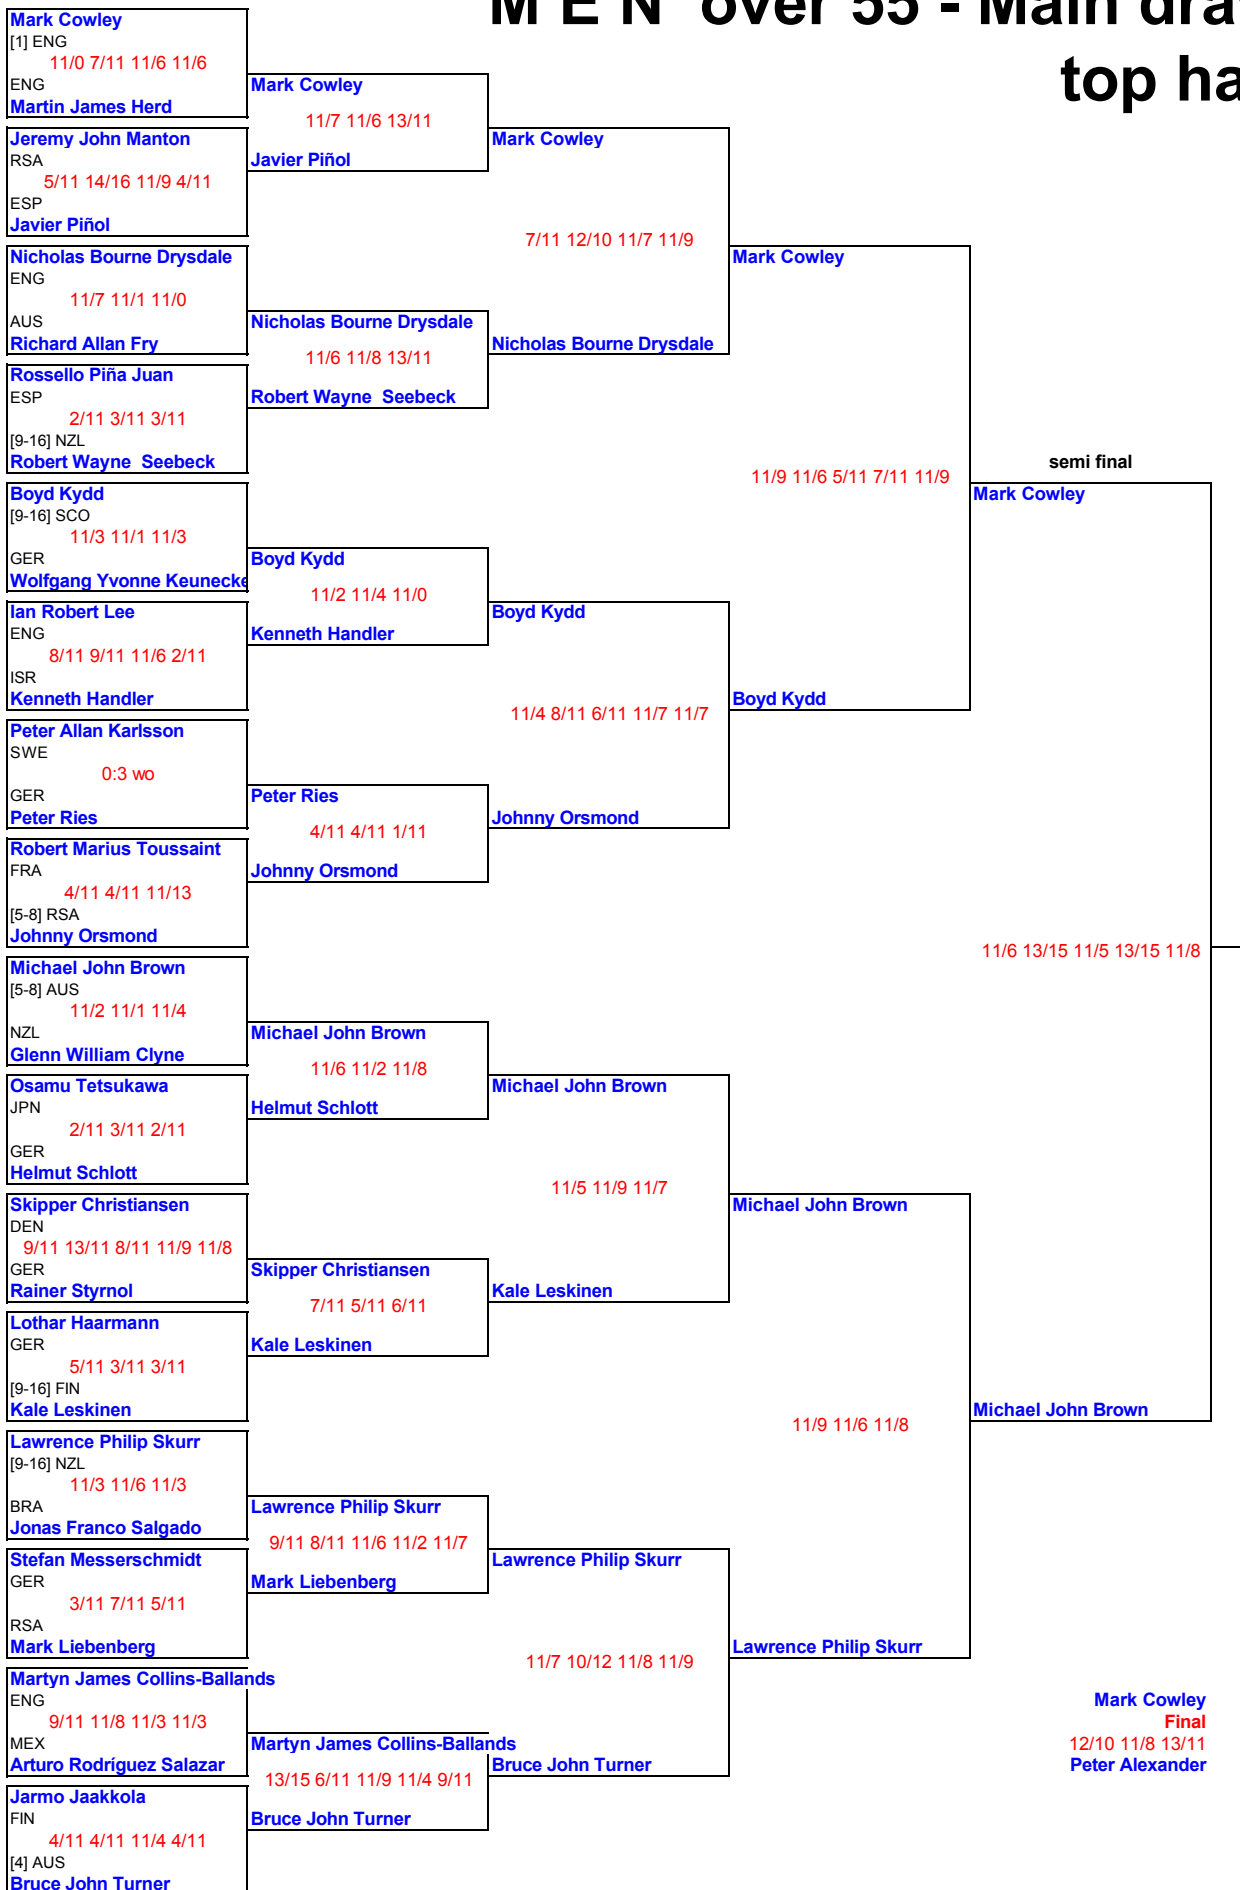 M E N over 55 - Main dra
top ha
Mark Cowley
[1] ENG
11/0 7/11 11/6 11/6
ENG
Martin James Herd
Jeremy John Manton
RSA
5/11 14/16 11/9 4/11
ESP
Javier Piñol
Nicholas Bourne Drysdale
ENG
11/7 11/1 11/0
AUS
Richard Allan Fry
Rossello Piña Juan
ESP
2/11 3/11 3/11
[9-16] NZL
Robert Wayne Seebeck
Boyd Kydd
[9-16] SCO
11/3 11/1 11/3
GER
Wolfgang Yvonne Keunecke
Ian Robert Lee
ENG
8/11 9/11 11/6 2/11
ISR
Kenneth Handler
Peter Allan Karlsson
SWE
0:3 wo
GER
Peter Ries
Robert Marius Toussaint
FRA
4/11 4/11 11/13
[5-8] RSA
Johnny Orsmond
Michael John Brown
[5-8] AUS
11/2 11/1 11/4
NZL
Glenn William Clyne
Osamu Tetsukawa
JPN
2/11 3/11 2/11
GER
Helmut Schlott
Skipper Christiansen
DEN
9/11 13/11 8/11 11/9 11/8
GER
Rainer Styrnol
Lothar Haarmann
GER
5/11 3/11 3/11
[9-16] FIN
Kale Leskinen
Lawrence Philip Skurr
[9-16] NZL
11/3 11/6 11/3
BRA
Jonas Franco Salgado
Stefan Messerschmidt
GER
3/11 7/11 5/11
RSA
Mark Liebenberg
Martyn James Collins-Ballands
ENG
9/11 11/8 11/3 11/3
MEX
Arturo Rodríguez Salazar
Jarmo Jaakkola
FIN
4/11 4/11 11/4 4/11
[4] AUS
Bruce John Turner
Mark Cowley
11/7 11/6 13/11
Javier Piñol
Nicholas Bourne Drysdale
11/6 11/8 13/11
Robert Wayne Seebeck
Boyd Kydd
11/2 11/4 11/0
Kenneth Handler
Peter Ries
4/11 4/11 1/11
Johnny Orsmond
Michael John Brown
11/6 11/2 11/8
Helmut Schlott
Skipper Christiansen
7/11 5/11 6/11
Kale Leskinen
Lawrence Philip Skurr
9/11 8/11 11/6 11/2 11/7
Mark Liebenberg
Martyn James Collins-Ballands
13/15 6/11 11/9 11/4 9/11
Bruce John Turner
Mark Cowley
7/11 12/10 11/7 11/9
Nicholas Bourne Drysdale
Boyd Kydd
11/4 8/11 6/11 11/7 11/7
Johnny Orsmond
Michael John Brown
11/5 11/9 11/7
Kale Leskinen
Lawrence Philip Skurr
11/7 10/12 11/8 11/9
Bruce John Turner
Mark Cowley
11/9 11/6 5/11 7/11 11/9
Boyd Kydd
Michael John Brown
11/9 11/6 11/8
Lawrence Philip Skurr
semi final
Mark Cowley
11/6 13/15 11/5 13/15 11/8
Michael John Brown
Mark Cowley
Final
12/10 11/8 13/11
Peter Alexander